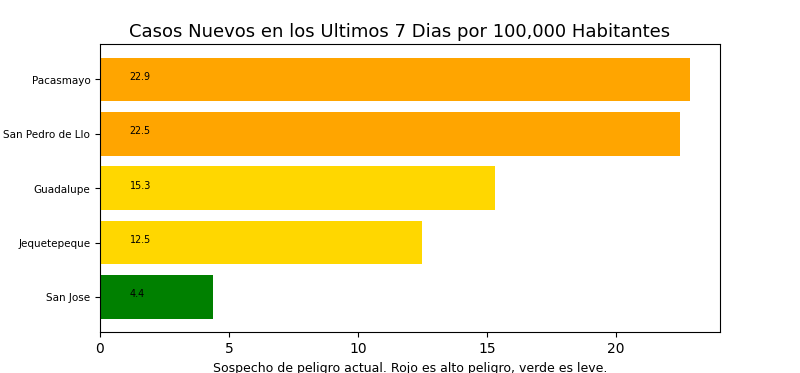 Casos Nuevos en los Ultimos 7 Dias por 100,000 Habitantes
Pacasmayo
22.9
San Pedro de Llo
22.5
Guadalupe
15.3
Jequetepeque
12.5
San Jose
4.4
0 5 10 15 20
Sospecho de peligro actual. Rojo es alto peligro, verde es leve.